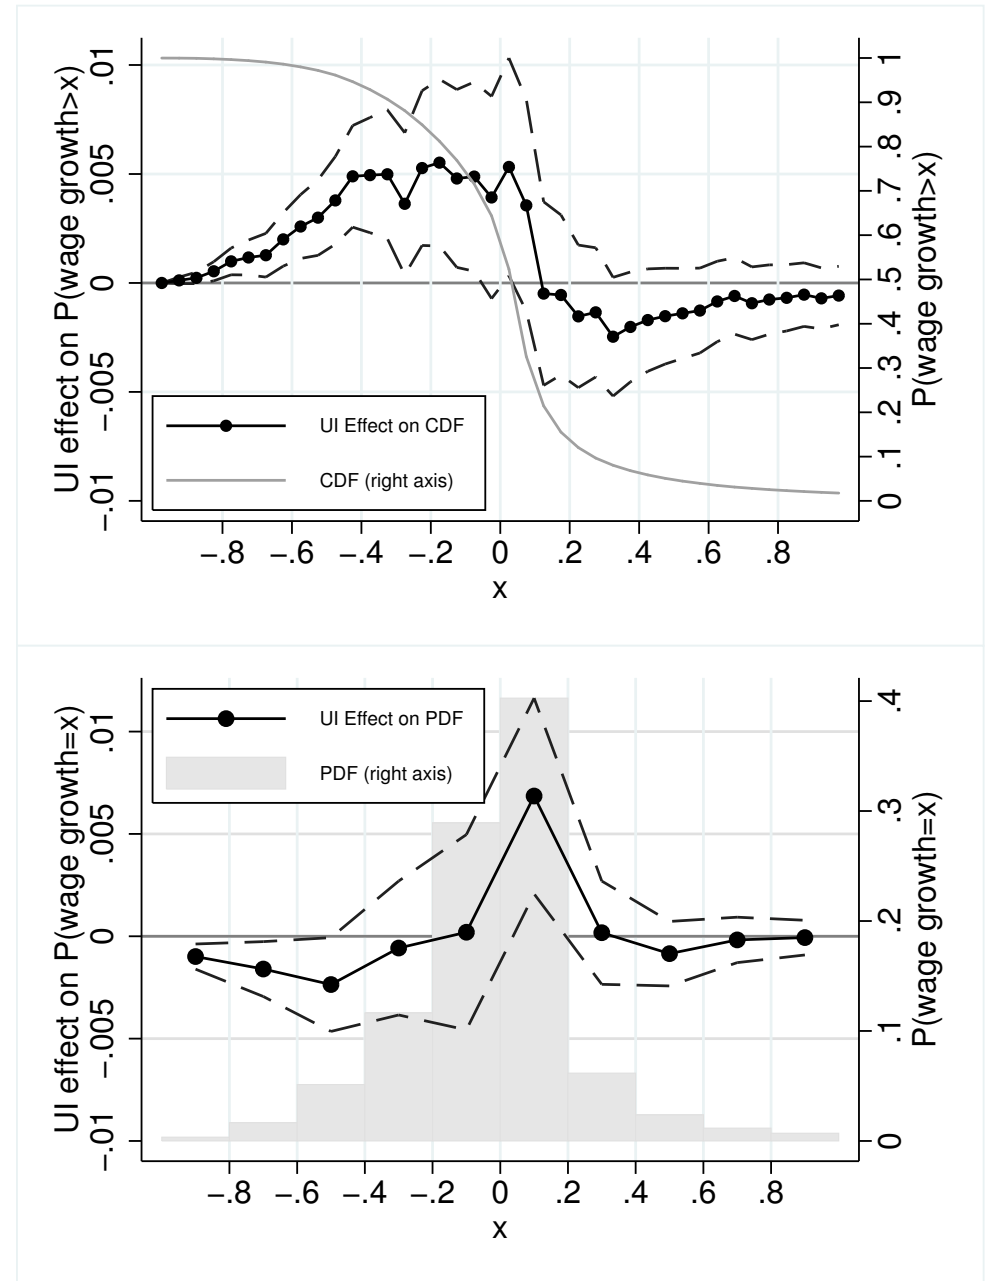 UI effect on P(wage growth>x)
.01
.005
0
−.005
−.01
P(wage growth>x)
1
.9
.8
.7
.6
.5
.4
.3
.2
.1
0
UI Effect on CDF
CDF (right axis)
−.8 −.6 −.4 −.2 0 .2 .4 .6 .8
x
UI effect on P(wage growth=x)
.01
.005
0
−.005
−.01
P(wage growth=x)
.4
.3
.2
.1
0
UI Effect on PDF
PDF (right axis)
−.8 −.6 −.4 −.2 0 .2 .4 .6 .8
x